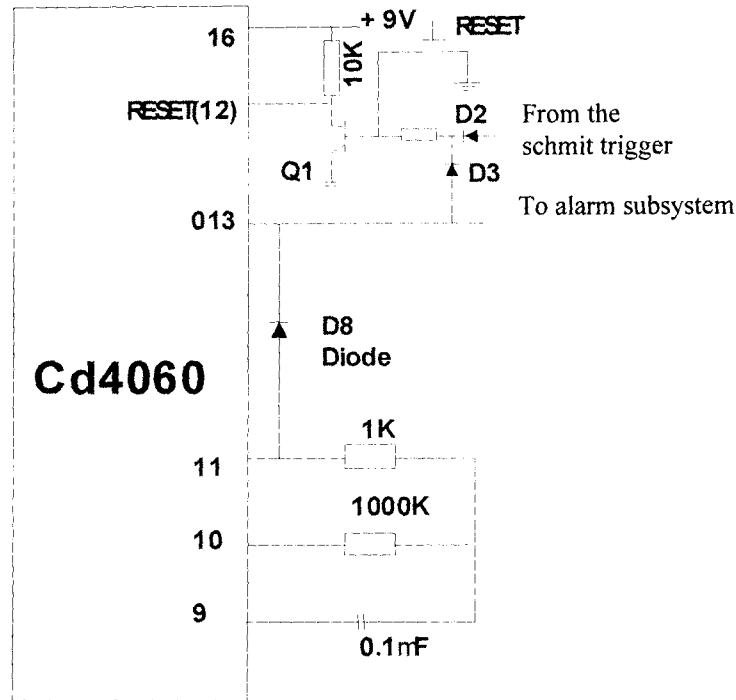 16
+ 9V
RESET
10K
RESET(12)
D2
From the
schmit trigger
Q1
D3
013
To alarm subsystem
D8
Diode
Cd4060
1K
11
1000K
10
9
0.1mF